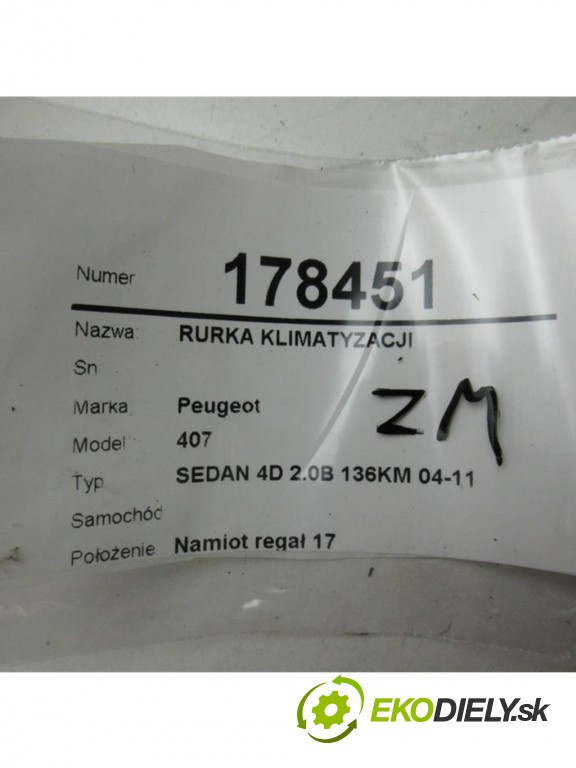 Numer 178451
Nazwa RURKA KLIMATYZACJI
Sn
Marka Peugeot
ZM
Model 407
Typ SEDAN 4D 2.0B 136KM 04-11
Samochód
Położenie Namiot regał 17
EKODIELY.sk